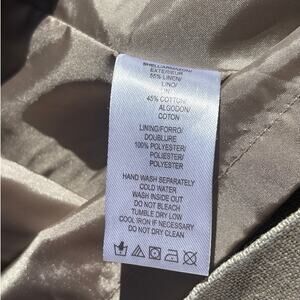 SHELL/ARMAZON/
EXTERIEUR
55% LINEN/
LINO/
LIN
45% COTTON/
ALGODON/
COTON
LINING/FORRO/
DOUBLURE
100% POLYESTER/
POLIESTER/
POLYESTER
HAND WASH SEPARATELY
COLD WATER
WASH INSIDE OUT
DO NOT BLEACH
TUMBLE DRY LOW
COOL IRON IF NECESSARY
DO NOT DRY CLEAN